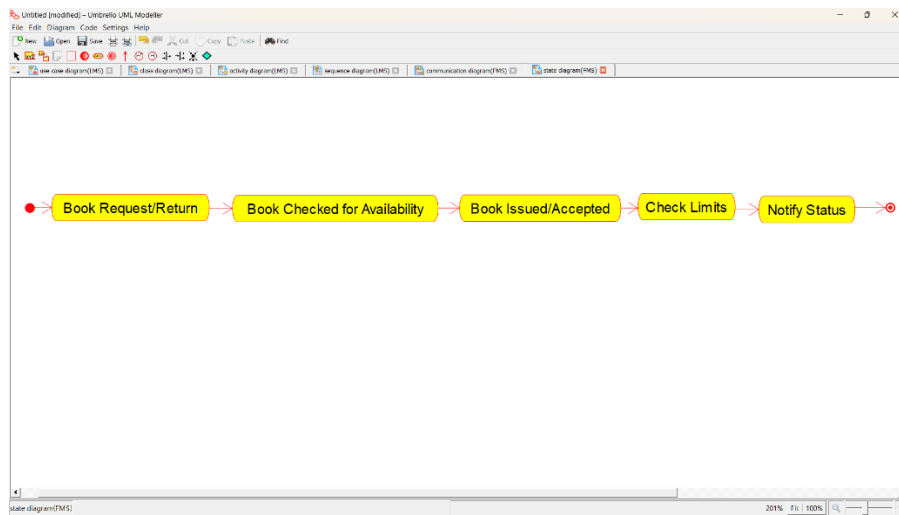 Untitled [modified] – Umbrello UML Modeller
File Edit Diagram Code Settings Help
New Open Save Cut Copy Paste Find
use case diagram(LMS) class diagram(LMS) activity diagram(LMS) sequence diagram(LMS) communication diagram(FMS) state diagram(FMS)
Book Request/Return Book Checked for Availability Book Issued/Accepted Check Limits Notify Status
state diagram(FMS) 201% Fit 100%